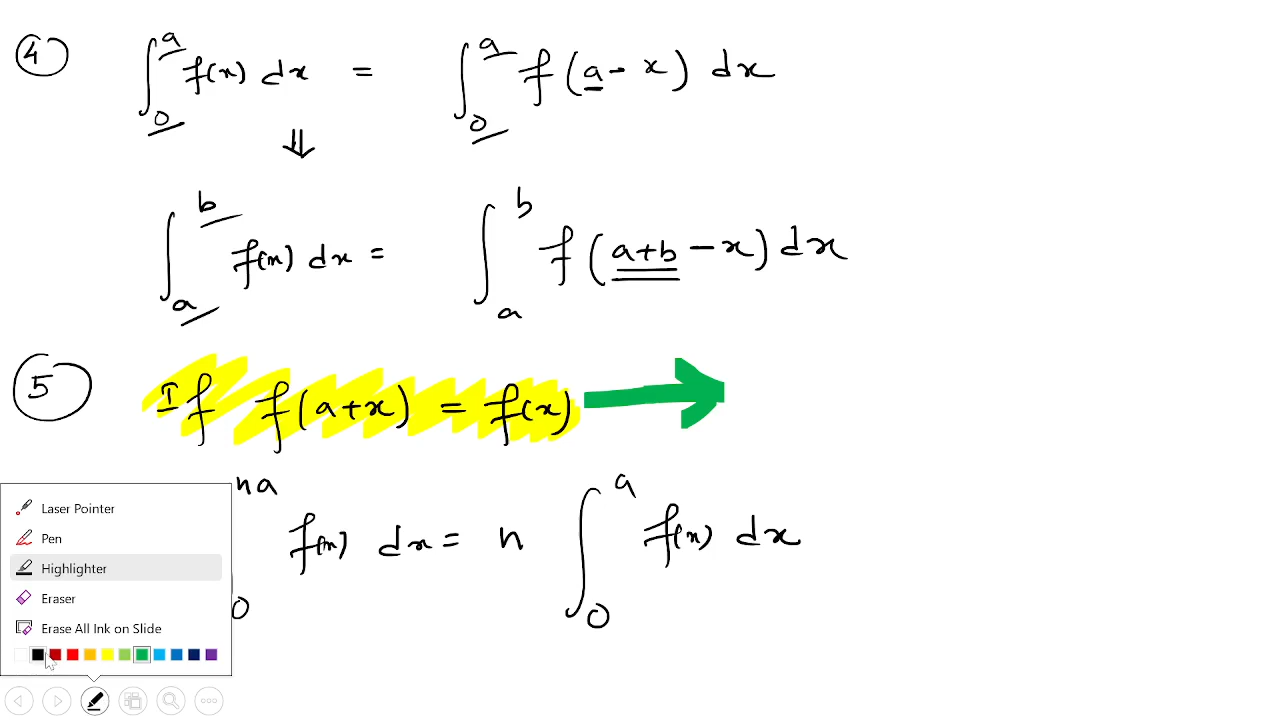 ④ ∫₀ᵃ f(x) dx = ∫₀ᵃ f(a-x) dx
⇓
∫ₐᵇ f(x) dx = ∫ₐᵇ f(a+b-x) dx
⑤ If f(a+x) = f(x)
na
f(x) dx = n ∫₀ᵃ f(x) dx
0
Laser Pointer
Pen
Highlighter
Eraser
Erase All Ink on Slide